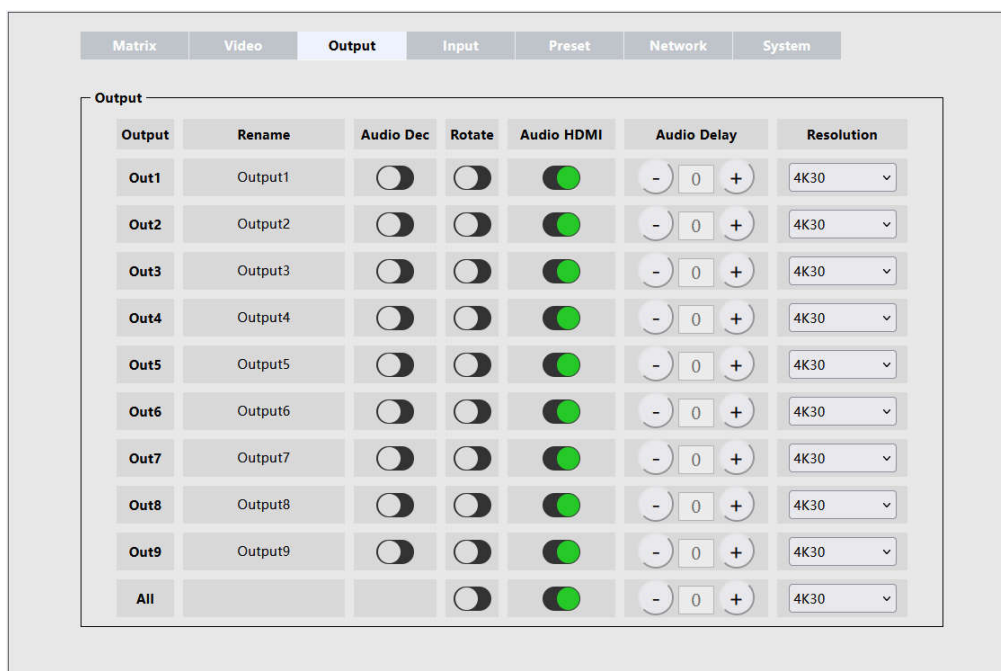 Matrix Video Output Input Preset Network System
Output
Output Rename Audio Dec Rotate Audio HDMI Audio Delay Resolution
Out1 Output1 - 0 + 4K30
Out2 Output2 - 0 + 4K30
Out3 Output3 - 0 + 4K30
Out4 Output4 - 0 + 4K30
Out5 Output5 - 0 + 4K30
Out6 Output6 - 0 + 4K30
Out7 Output7 - 0 + 4K30
Out8 Output8 - 0 + 4K30
Out9 Output9 - 0 + 4K30
All - 0 + 4K30